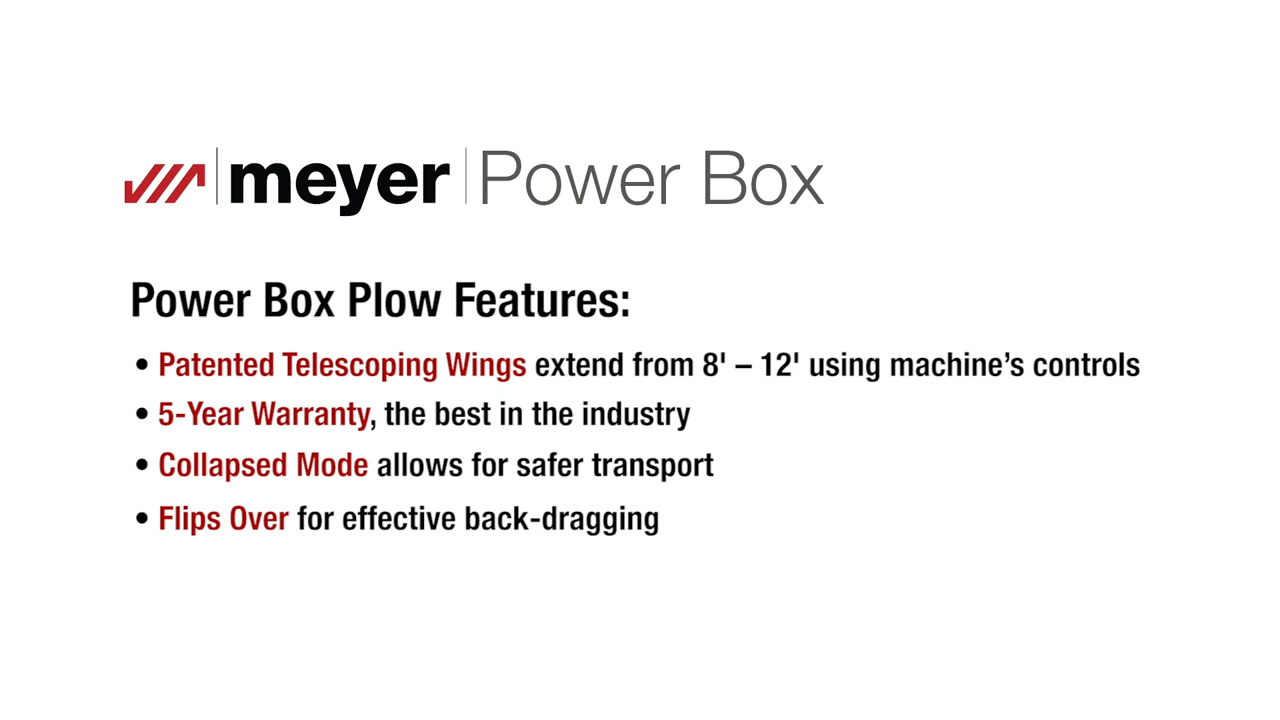 meyer Power Box
Power Box Plow Features:
• Patented Telescoping Wings extend from 8' – 12' using machine’s controls
• 5-Year Warranty, the best in the industry
• Collapsed Mode allows for safer transport
• Flips Over for effective back-dragging